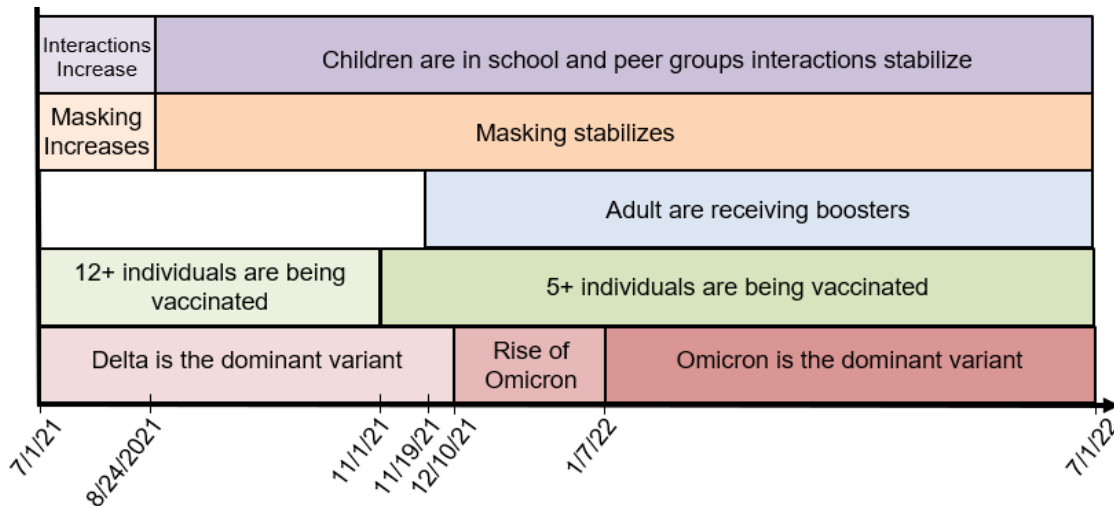 Interactions
Increase
Children are in school and peer groups interactions stabilize
Masking
Increases
Masking stabilizes
Adult are receiving boosters
12+ individuals are being
vaccinated
5+ individuals are being vaccinated
Delta is the dominant variant
Rise of
Omicron
Omicron is the dominant variant
7/1/21
8/24/2021
11/1/21
11/19/21
12/10/21
1/7/22
7/1/22